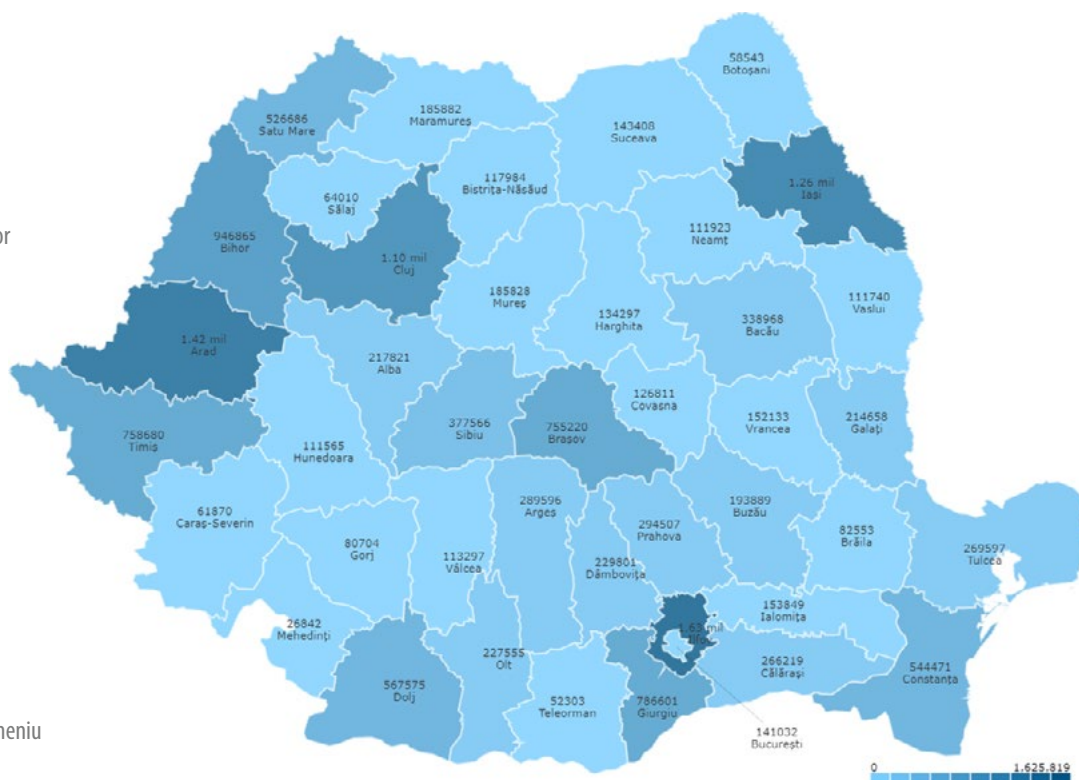 58543
Botoșani
185882
Maramureș
526686
Satu Mare
143408
Suceava
117984
Bistrița-Năsăud
1.26 mil
Iași
64010
Sălaj
111923
Neamț
or
946865
Bihor
1.10 mil
Cluj
185828
Mureș
134297
Harghita
338968
Bacău
111740
Vaslui
1.42 mil
Arad
217821
Alba
126811
Covasna
377566
Sibiu
755220
Brașov
152133
Vrancea
214658
Galați
758680
Timiș
111565
Hunedoara
289596
Argeș
193889
Buzău
61870
Caraș-Severin
294507
Prahova
82553
Brăila
80704
Gorj
113297
Vâlcea
229801
Dâmbovița
269597
Tulcea
153849
Ialomița
26842
Mehedinți
1.63 mil
Ilfov
227555
Olt
266219
Călărași
544471
Constanța
567575
Dolj
52303
Teleorman
786601
Giurgiu
141032
București
neniu
0
1,625,819